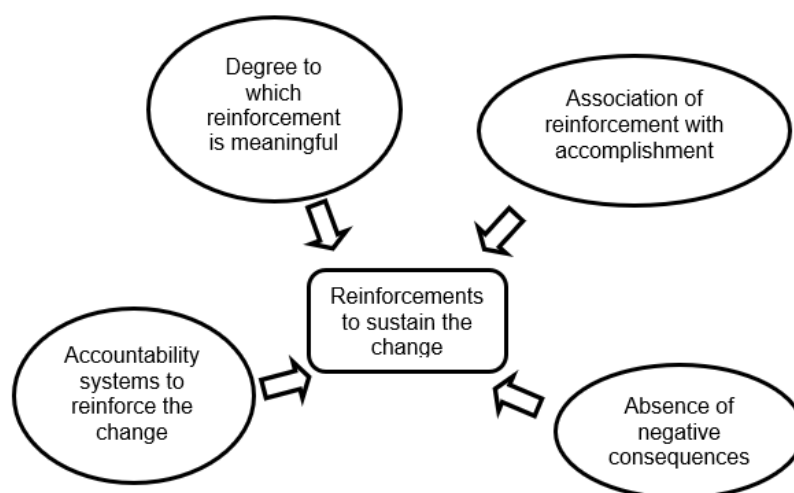 Degree to
which
reinforcement
is meaningful
Association of
reinforcement with
accomplishment
Reinforcements
to sustain the
change
Accountability
systems to
reinforce the
change
Absence of
negative
consequences